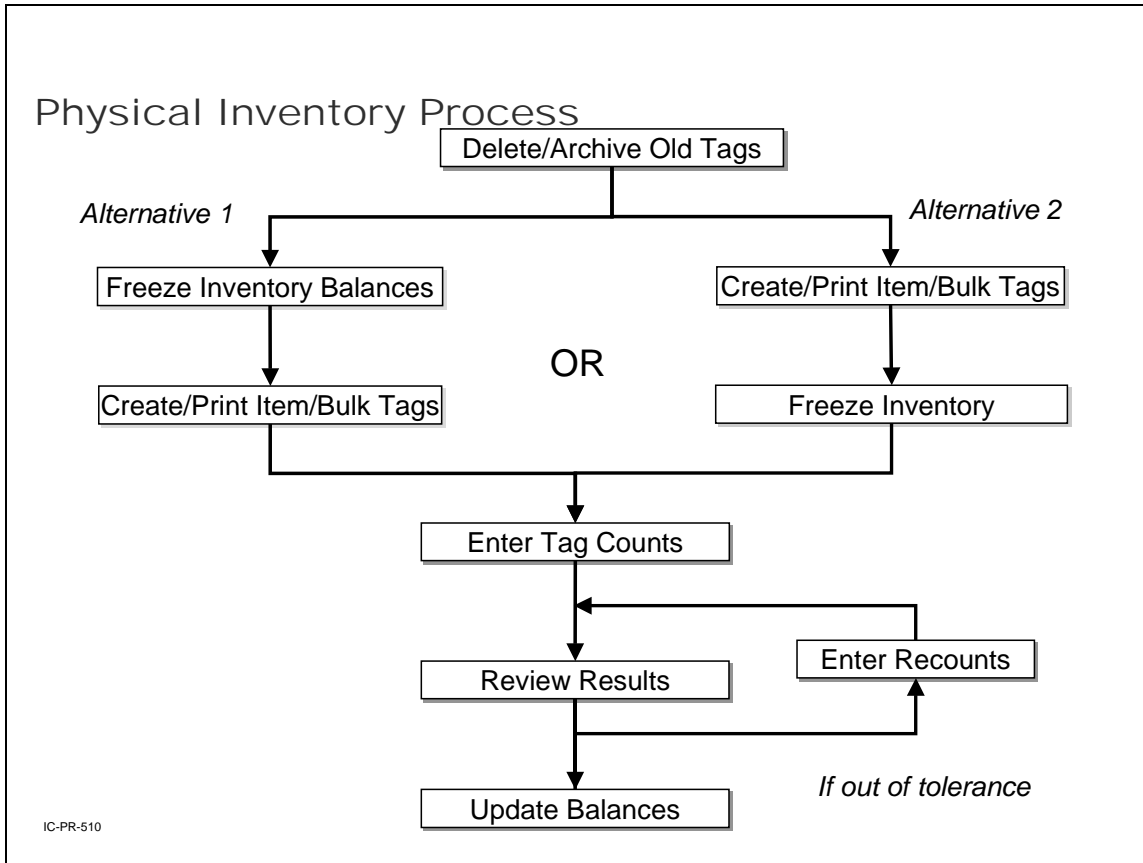 Physical Inventory Process
Delete/Archive Old Tags
Alternative 1
Alternative 2
Freeze Inventory Balances
Create/Print Item/Bulk Tags
OR
Create/Print Item/Bulk Tags
Freeze Inventory
Enter Tag Counts
Enter Recounts
Review Results
If out of tolerance
Update Balances
IC-PR-510